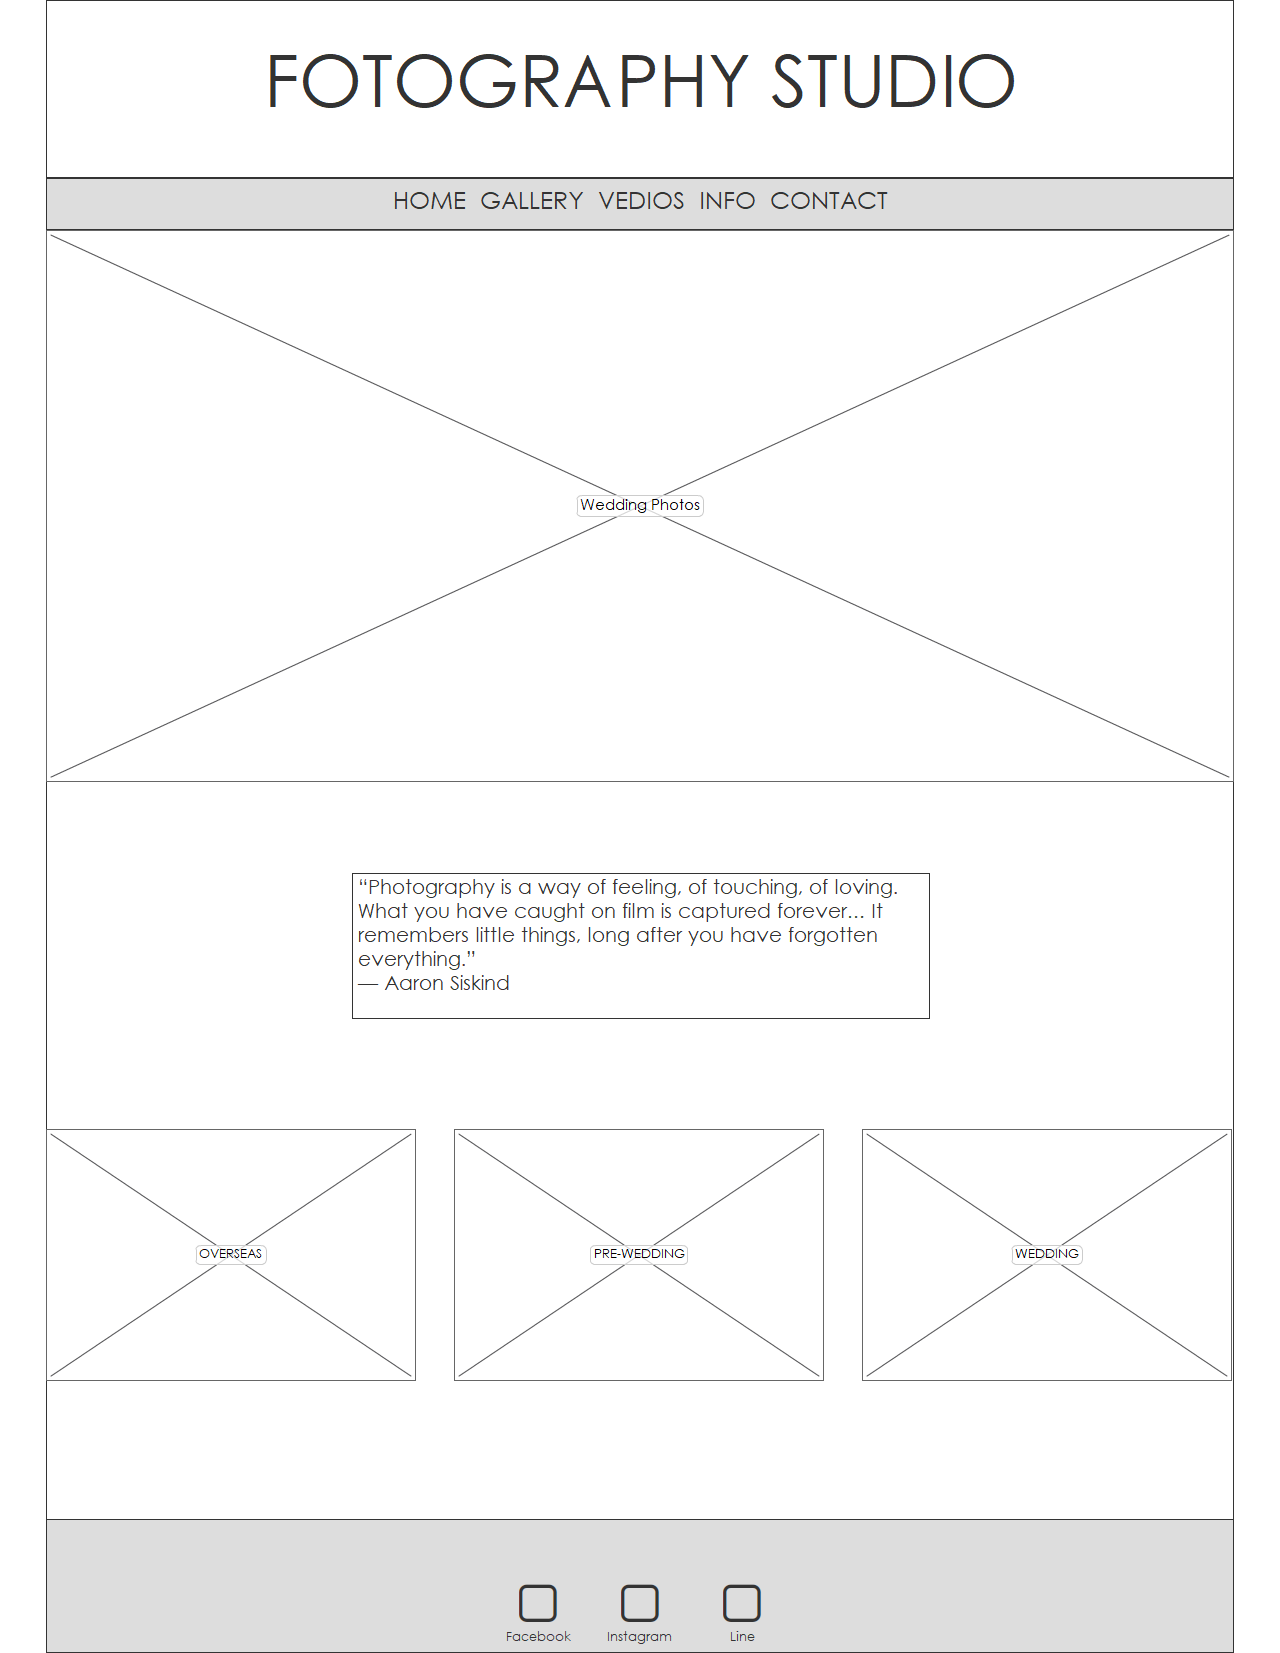 FOTOGRAPHY STUDIO
HOME GALLERY VEDIOS INFO CONTACT
Wedding Photos
“Photography is a way of feeling, of touching, of loving.
What you have caught on film is captured forever... It
remembers little things, long after you have forgotten
everything.”
— Aaron Siskind
OVERSEAS
PRE-WEDDING
WEDDING
Facebook
Instagram
Line